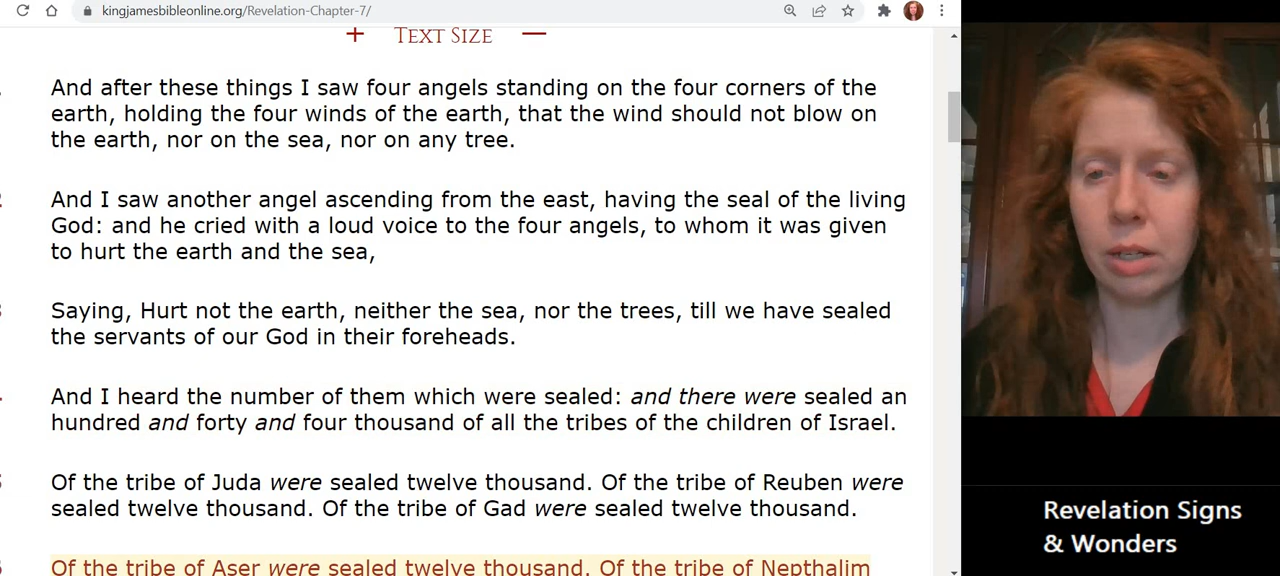 kingjamesbibleonline.org/Revelation-Chapter-7/
+ TEXT SIZE —
And after these things I saw four angels standing on the four corners of the
earth, holding the four winds of the earth, that the wind should not blow on
the earth, nor on the sea, nor on any tree.
And I saw another angel ascending from the east, having the seal of the living
God: and he cried with a loud voice to the four angels, to whom it was given
to hurt the earth and the sea,
Saying, Hurt not the earth, neither the sea, nor the trees, till we have sealed
the servants of our God in their foreheads.
And I heard the number of them which were sealed: and there were sealed an
hundred and forty and four thousand of all the tribes of the children of Israel.
Of the tribe of Juda were sealed twelve thousand. Of the tribe of Reuben were
sealed twelve thousand. Of the tribe of Gad were sealed twelve thousand.
Of the tribe of Aser were sealed twelve thousand. Of the tribe of Nepthalim
Revelation Signs
& Wonders